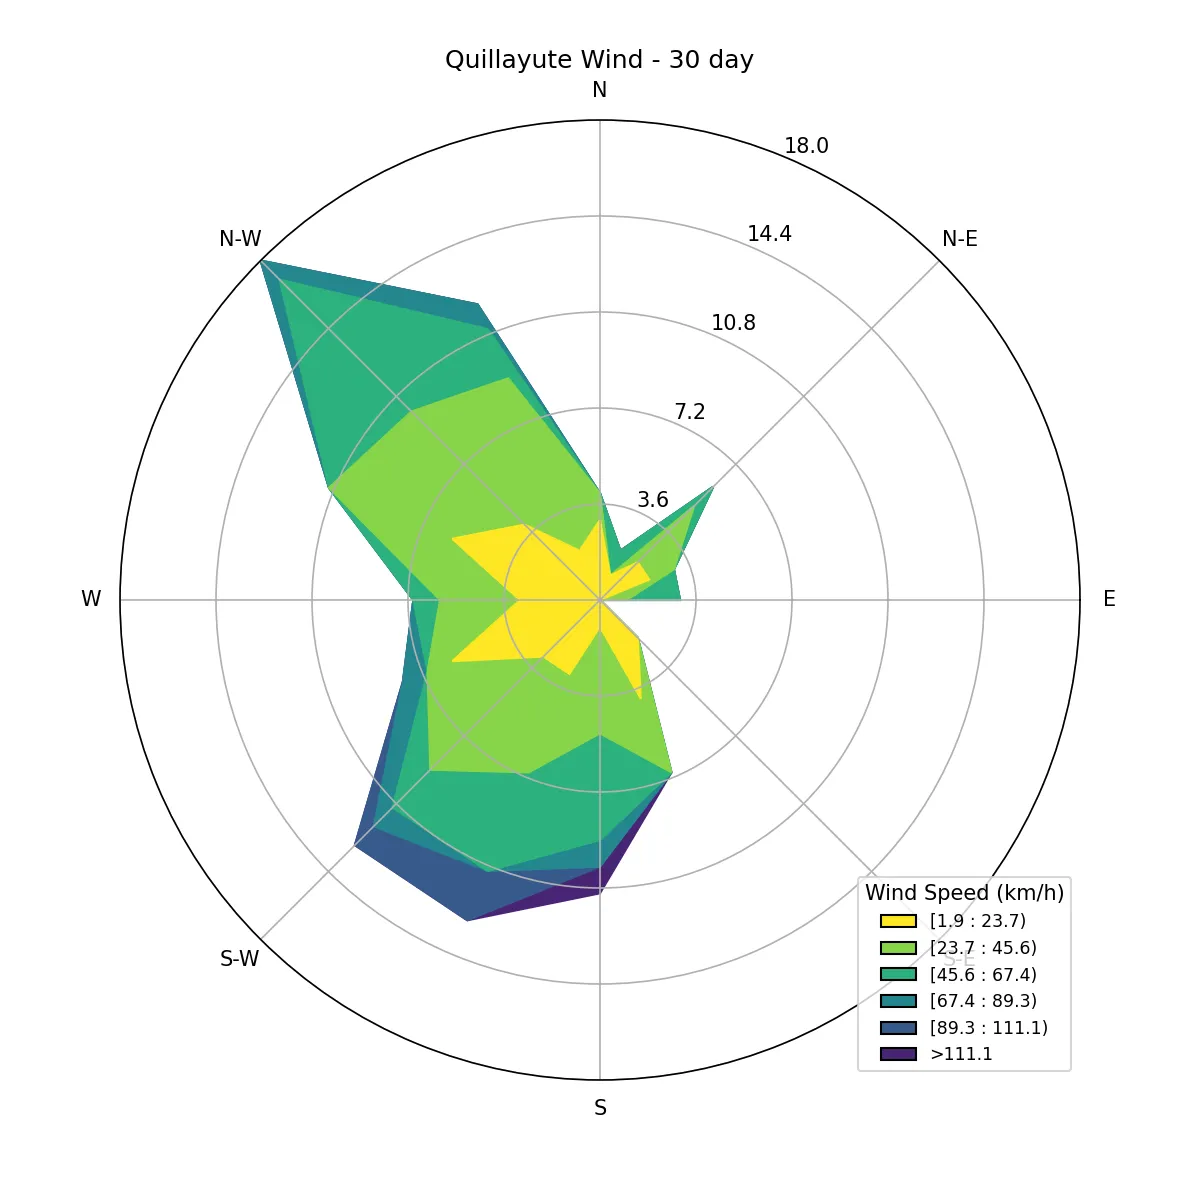 Quillayute Wind - 30 day
N
18.0
14.4
N-W
N-E
10.8
7.2
3.6
W
E
Wind Speed (km/h)
[1.9 : 23.7)
[23.7 : 45.6)
S-W
S-E
[45.6 : 67.4)
[67.4 : 89.3)
[89.3 : 111.1)
>111.1
S